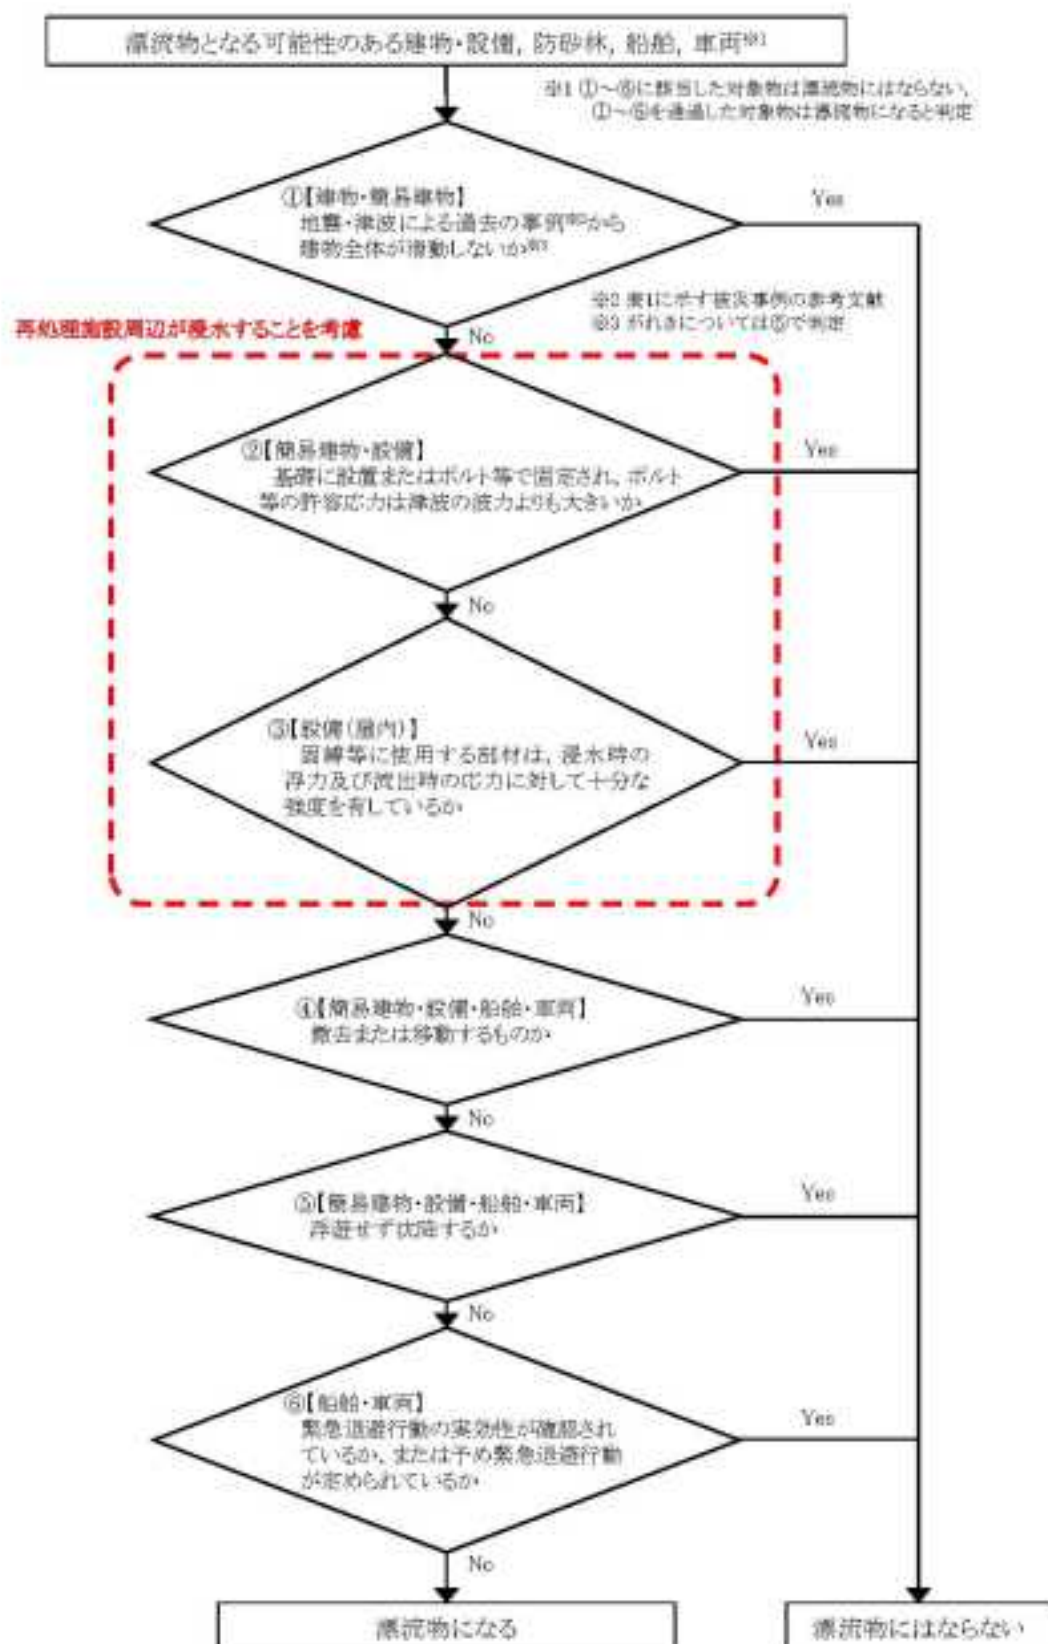 漂流物となる可能性のある建物・設備, 防砂林, 船舶, 車両※1
※1 ①～⑥に該当した対象物は漂流物にはならない,
①～⑥を通過した対象物は漂流物になると判定
①【建物・簡易建物】
地震・津波による過去の事例※2から
建物全体が滑動しないか※3
Yes
※2 表1に示す被災事例の参考文献
※3 がれきについては⑤で判定
No
再処理施設周辺が浸水することを考慮
②【簡易建物・設備】
基礎に設置またはボルト等で固定され, ボルト
等の許容応力は津波の波力よりも大きいか
Yes
No
③【設備(屋内)】
固縛等に使用する部材は, 浸水時の
浮力及び流出時の応力に対して十分な
強度を有しているか
Yes
No
④【簡易建物・設備・船舶・車両】
撤去または移動するものか
Yes
No
⑤【簡易建物・設備・船舶・車両】
浮遊せず沈降するか
Yes
No
⑥【船舶・車両】
緊急退避行動の実効性が確認され
ているか, または予め緊急退避行動
が定められているか
Yes
No
漂流物になる
漂流物にはならない